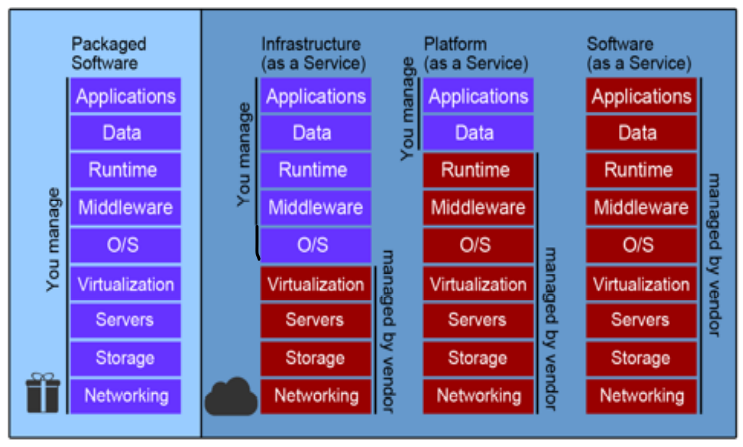 Packaged
Software
Applications
Data
Runtime
Middleware
O/S
Virtualization
Servers
Storage
Networking
You manage
Infrastructure
(as a Service)
Applications
Data
Runtime
Middleware
O/S
Virtualization
Servers
Storage
Networking
You manage
managed by vendor
Platform
(as a Service)
Applications
Data
Runtime
Middleware
O/S
Virtualization
Servers
Storage
Networking
You manage
managed by vendor
Software
(as a Service)
Applications
Data
Runtime
Middleware
O/S
Virtualization
Servers
Storage
Networking
managed by vendor